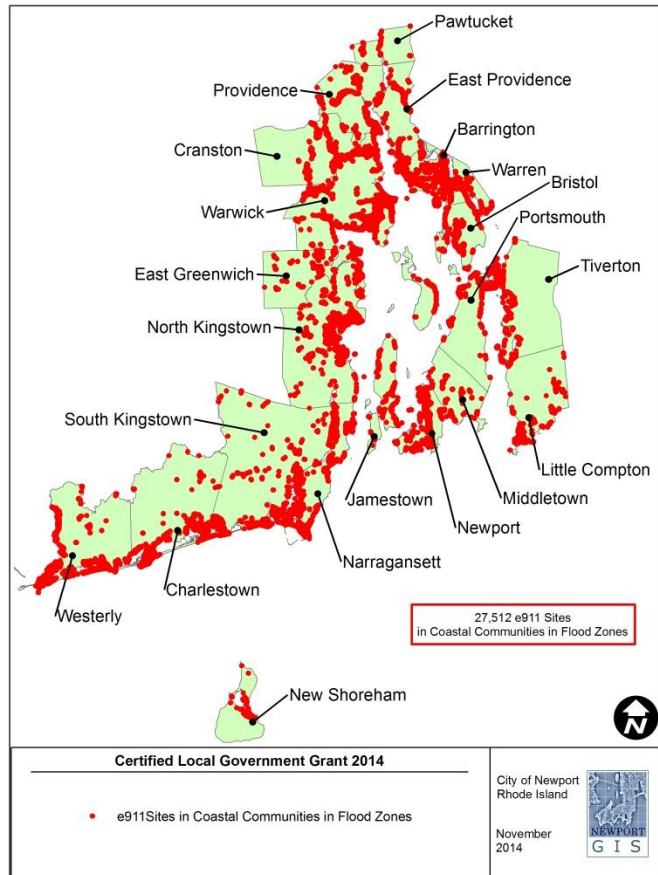 Pawtucket
East Providence
Providence
Barrington
Cranston
Warren
Bristol
Warwick
Portsmouth
East Greenwich
Tiverton
North Kingstown
South Kingstown
Little Compton
Jamestown
Middletown
Newport
Narragansett
Charlestown
Westerly
27,512 e911 Sites
in Coastal Communities in Flood Zones
New Shoreham
N
Certified Local Government Grant 2014
e911Sites in Coastal Communities in Flood Zones
City of Newport
Rhode Island
November
2014
NEWPORT
G I S